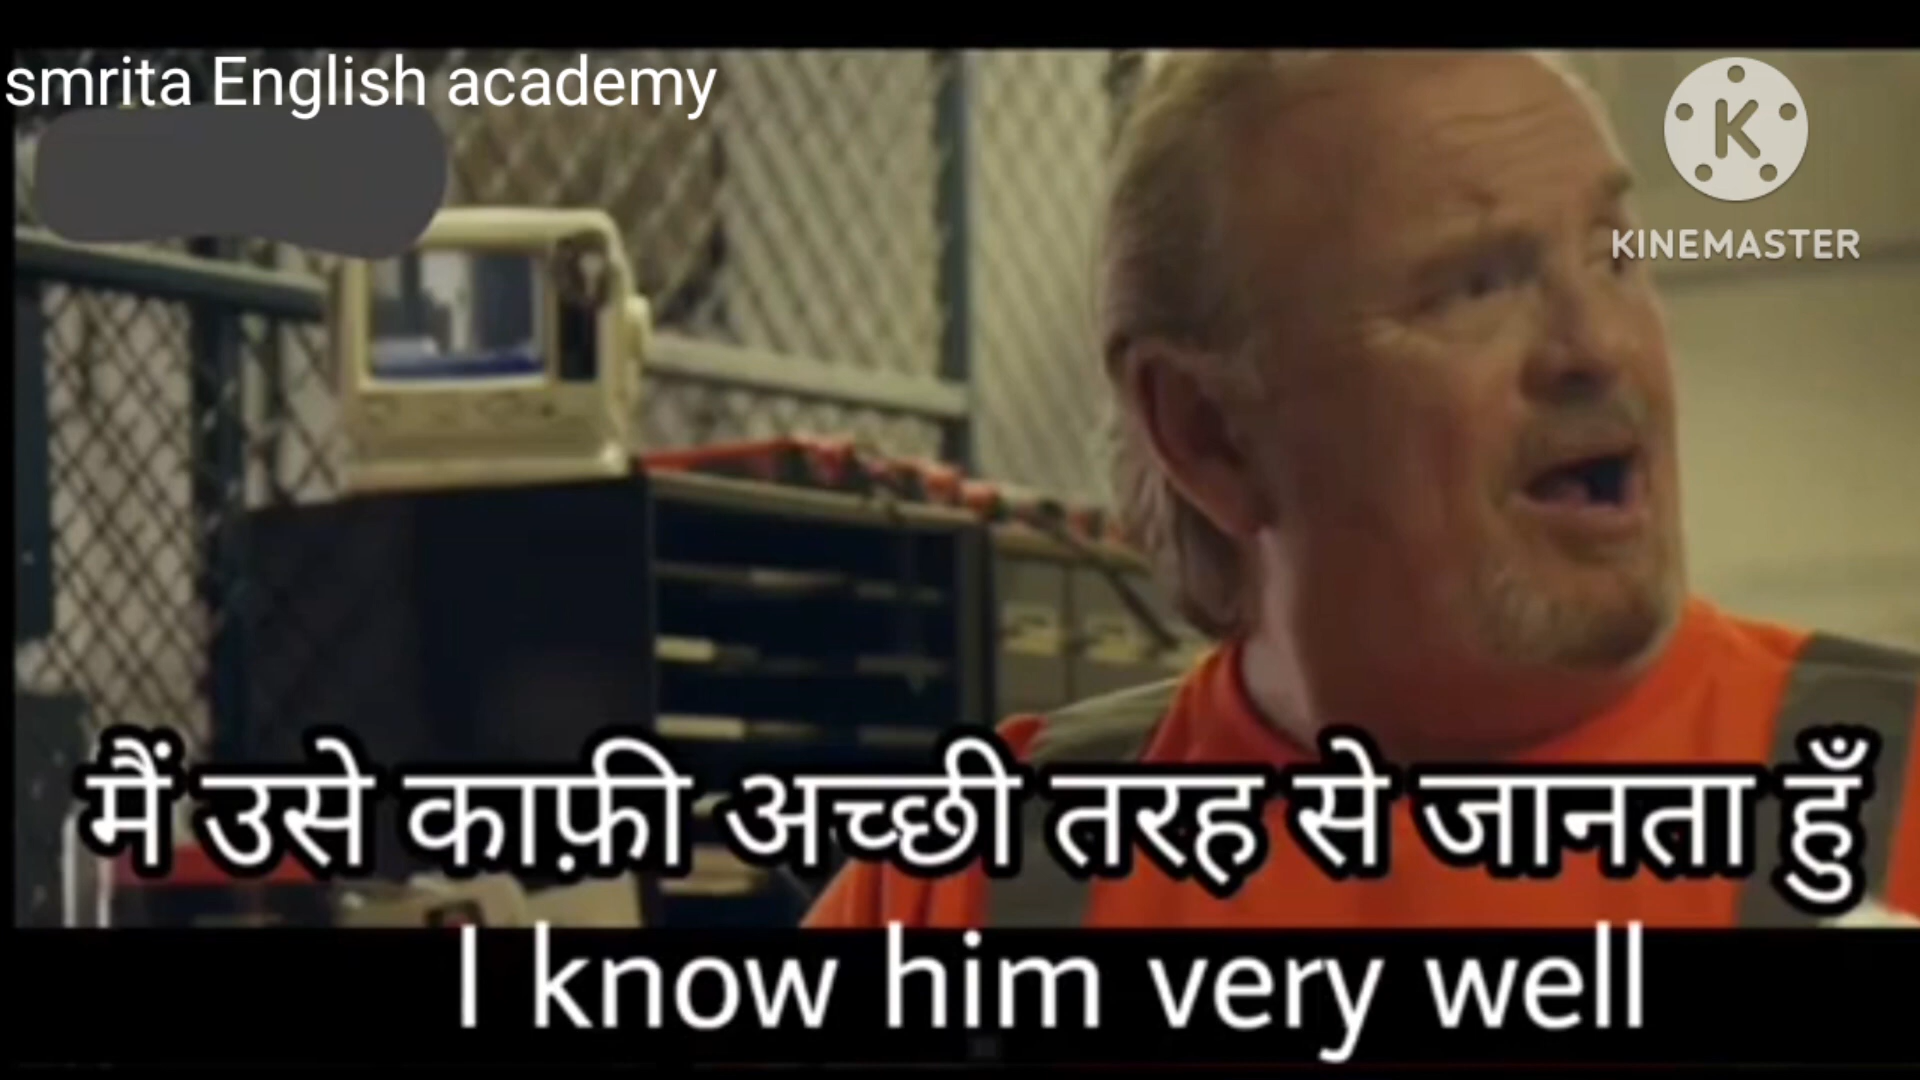 smrita English academy
K
KINEMASTER
मैं उसे काफ़ी अच्छी तरह से जानता हुँ
I know him very well